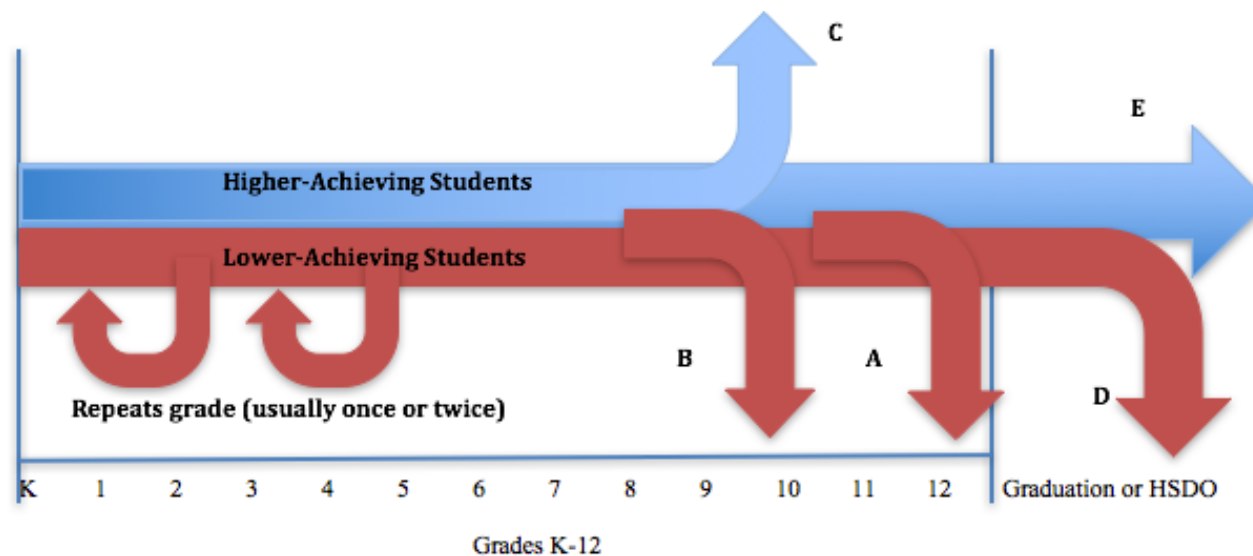 C
E
Higher-Achieving Students
Lower-Achieving Students
B
A
D
Repeats grade (usually once or twice)
K 1 2 3 4 5 6 7 8 9 10 11 12 Graduation or HSDO
Grades K-12